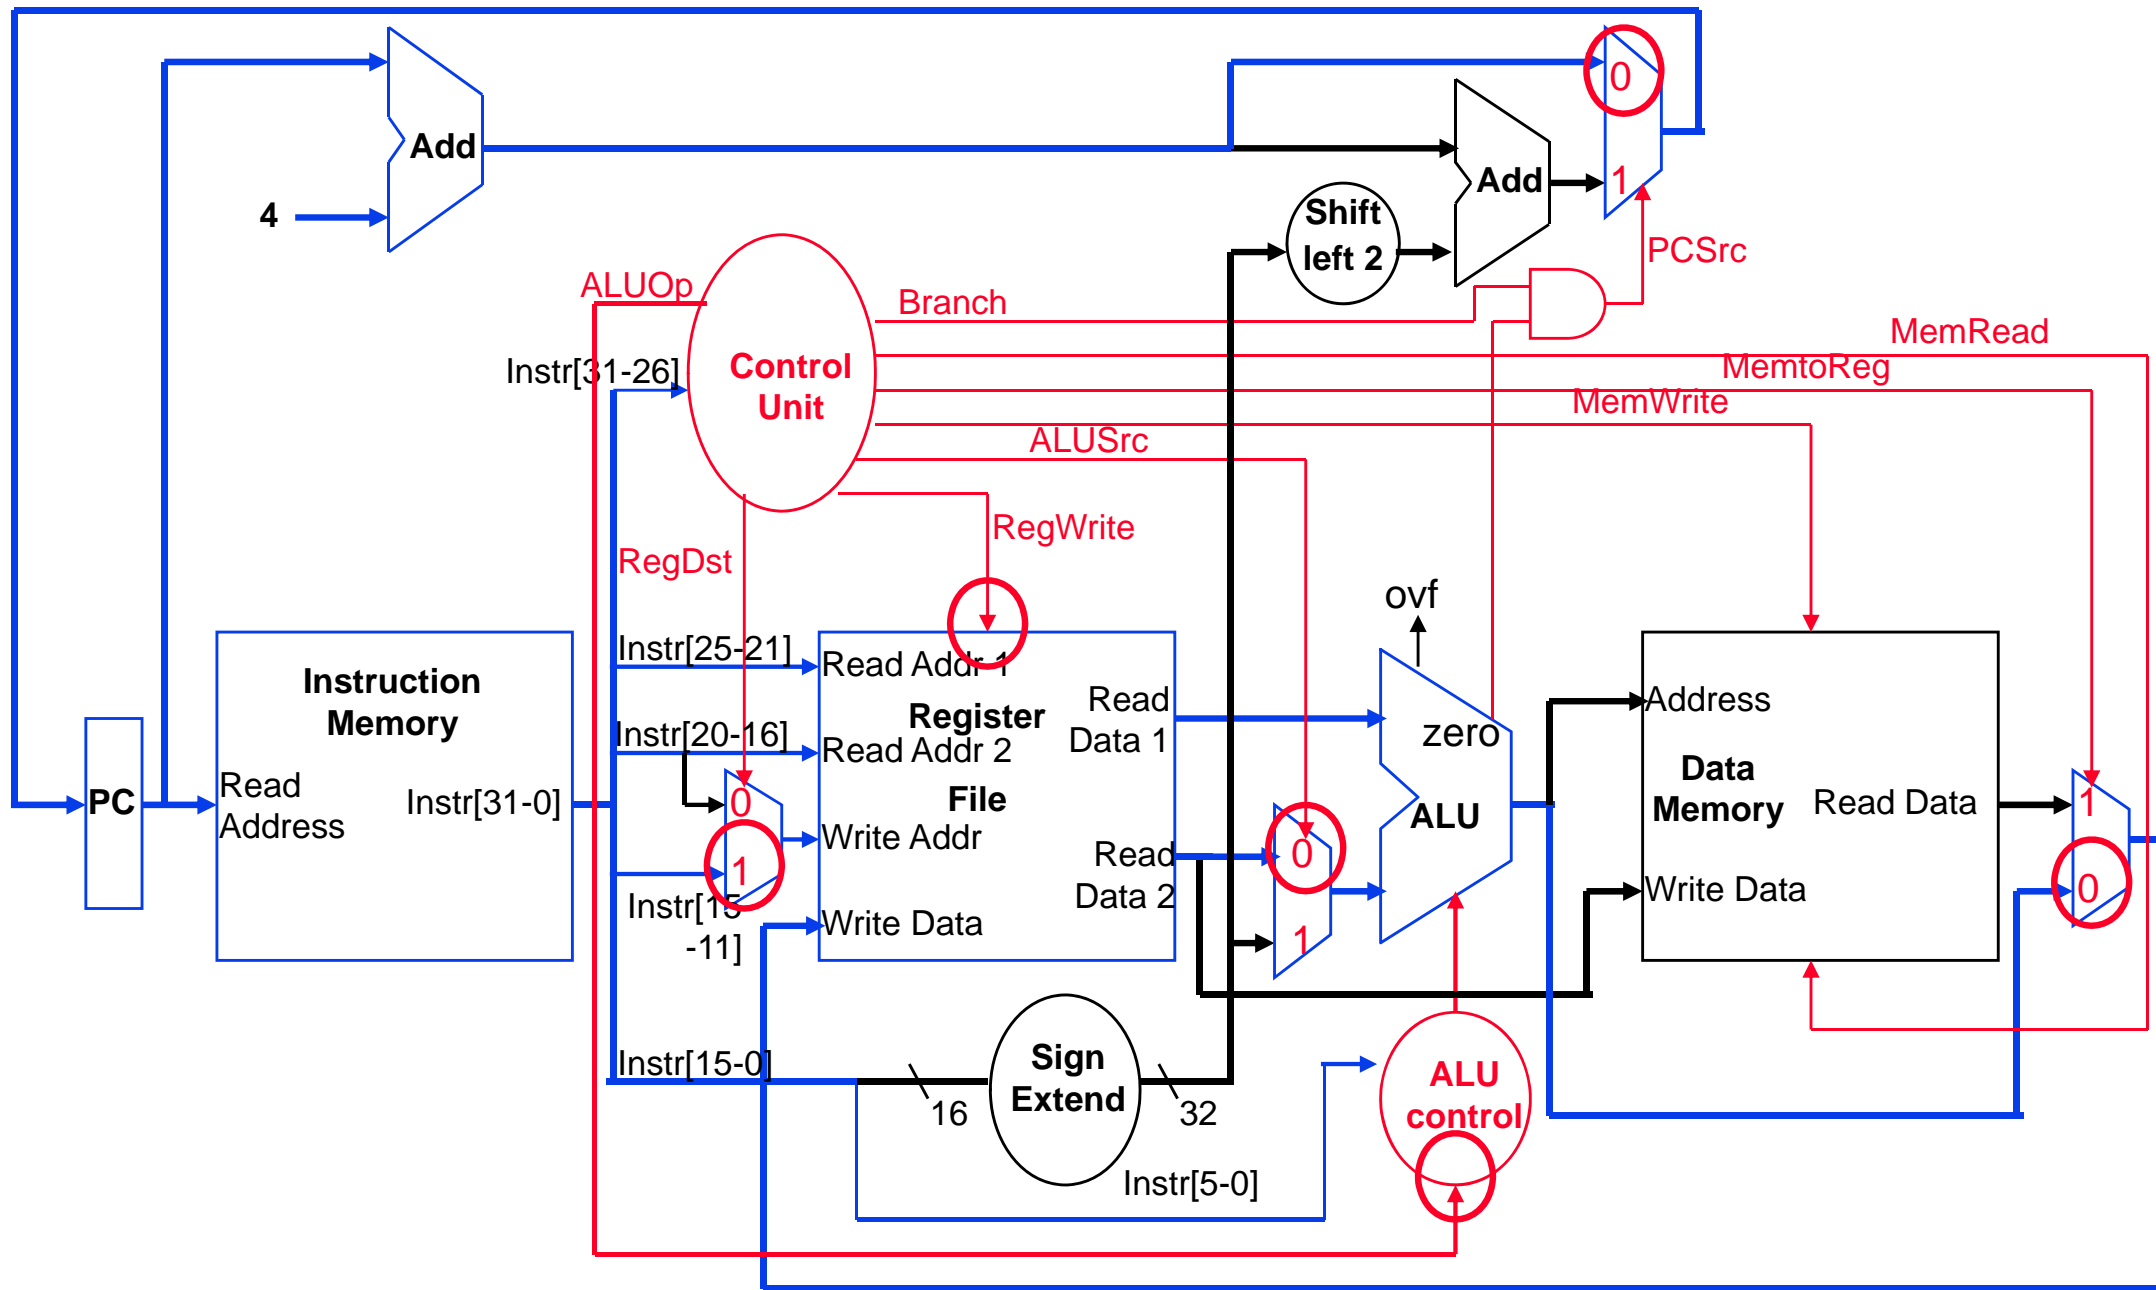 0
Add
Add
1
4
Shift
left 2
PCSrc
ALUOp
Branch
MemRead
Instr[31-26]
Control
Unit
MemtoReg
MemWrite
ALUSrc
RegWrite
RegDst
ovf
Instr[25-21]
Read Addr 1
Instruction
Memory
Register
Read
Data 1
zero
Address
Instr[20-16]
Read Addr 2
Data
Memory
PC
Read
Address
Instr[31-0]
0
File
ALU
Read Data
1
Write Addr
1
Read
Data 2
0
Write Data
0
Instr[15
-11]
Write Data
1
Instr[15-0]
Sign
Extend
ALU
control
16
32
Instr[5-0]